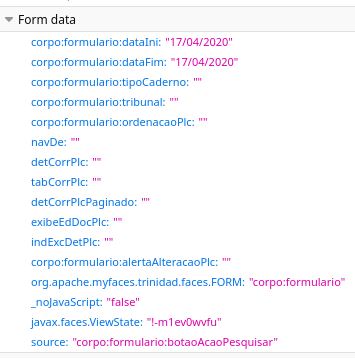 Form data
corpo:formulario:dataIni: "17/04/2020"
corpo:formulario:dataFim: "17/04/2020"
corpo:formulario:tipoCaderno: ""
corpo:formulario:tribunal: ""
corpo:formulario:ordenacaoPlc: ""
navDe: ""
detCorrPlc: ""
tabCorrPlc: ""
detCorrPlcPaginado: ""
exibeEdDocPlc: ""
indExcDetPlc: ""
corpo:formulario:alertaAlteracaoPlc: ""
org.apache.myfaces.trinidad.faces.FORM: "corpo:formulario"
_noJavaScript: "false"
javax.faces.ViewState: "!-m1ev0wvfu"
source: "corpo:formulario:botaoAcaoPesquisar"